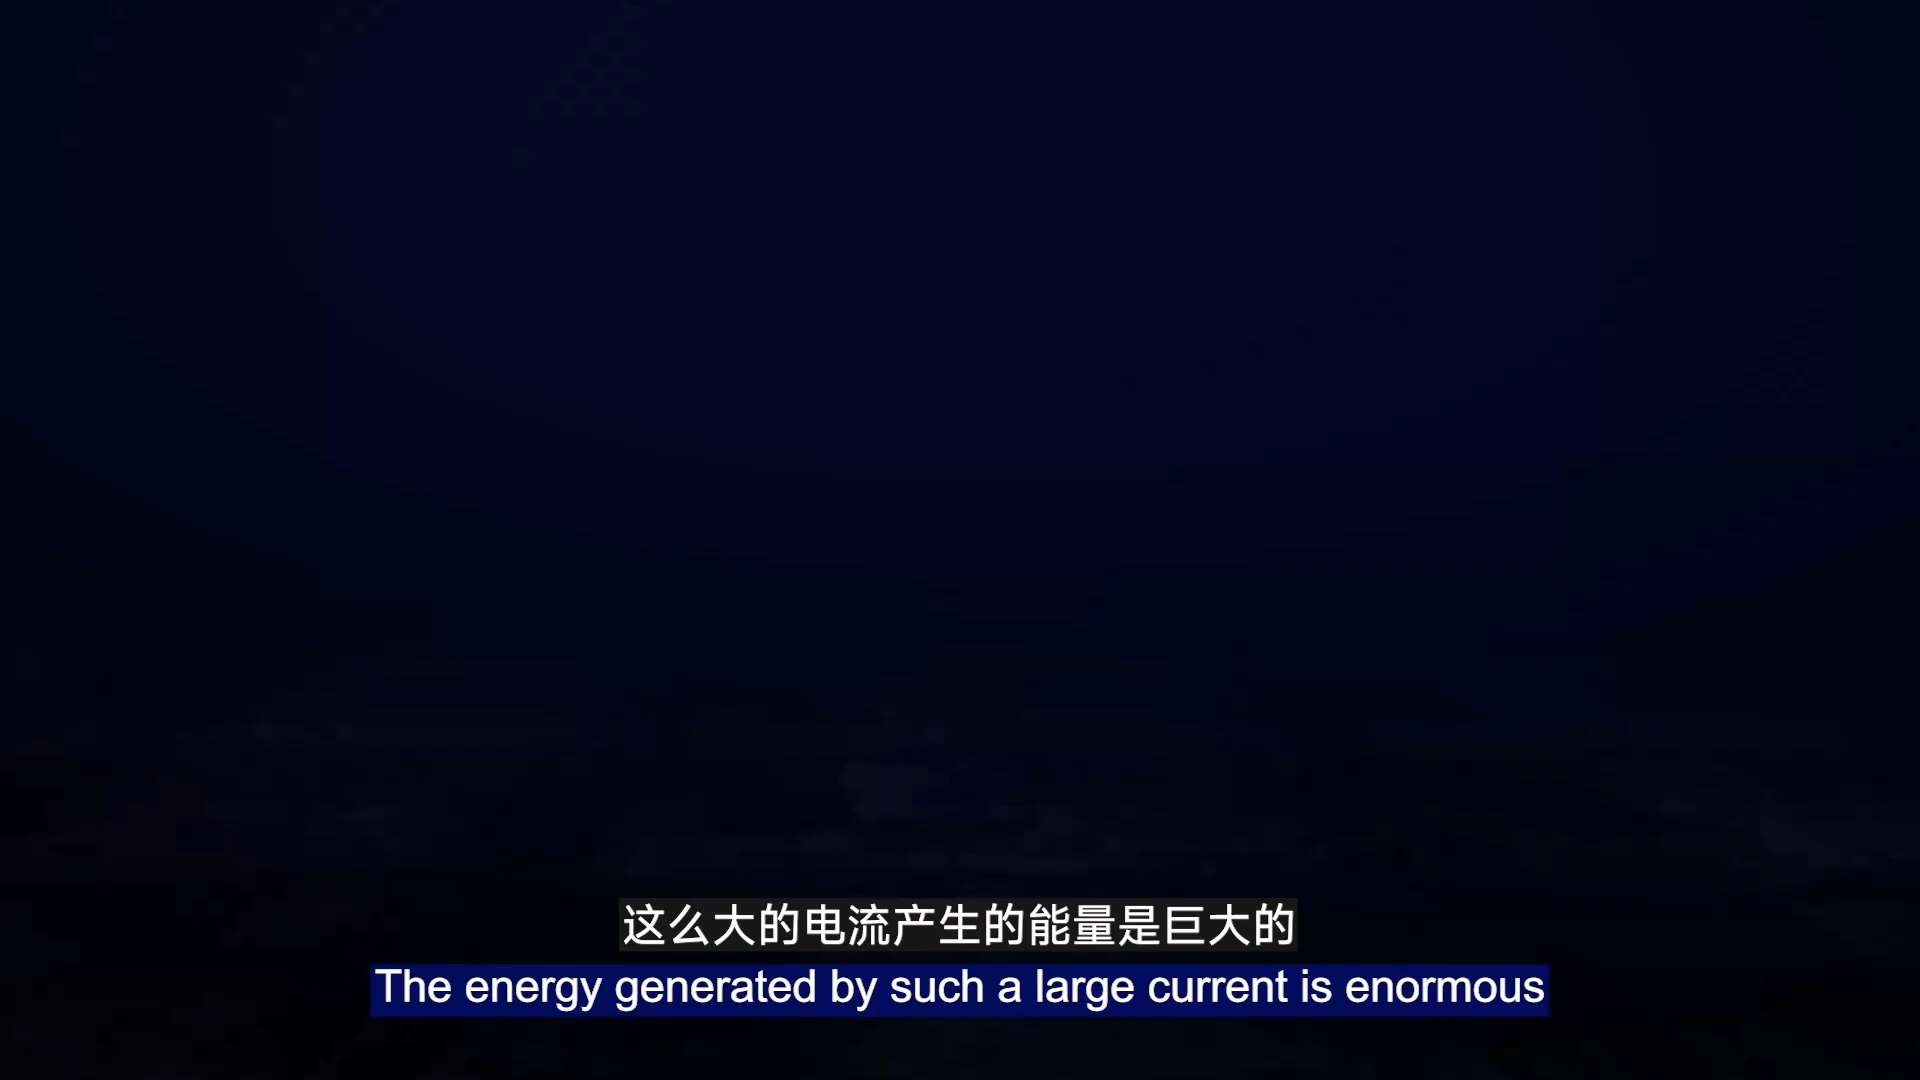 这么大的电流产生的能量是巨大的
The energy generated by such a large current is enormous